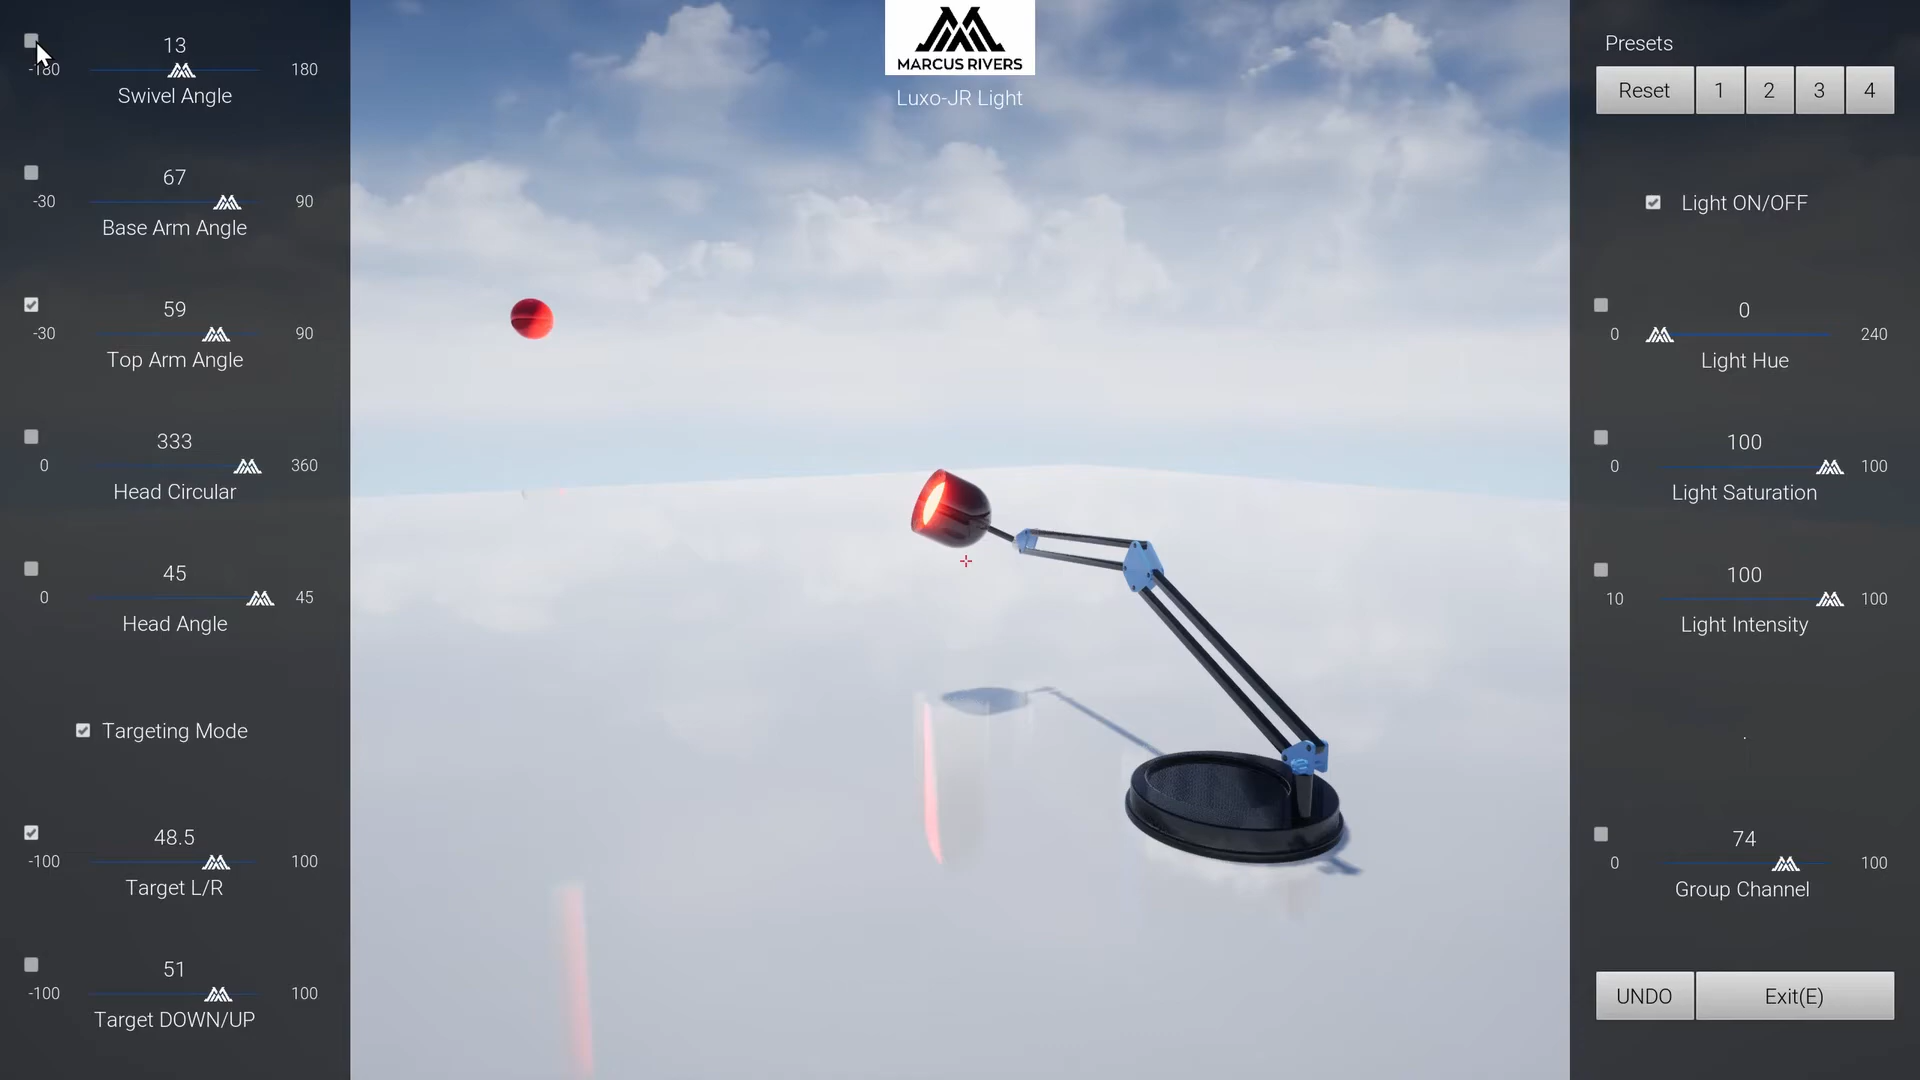 13
-180 180
Swivel Angle
67
-30 90
Base Arm Angle
59
-30 90
Top Arm Angle
333
0 360
Head Circular
45
0 45
Head Angle
Targeting Mode
48.5
-100 100
Target L/R
51
-100 100
Target DOWN/UP
MARCUS RIVERS
Luxo-JR Light
Presets
Reset 1 2 3 4
Light ON/OFF
0
0 240
Light Hue
100
0 100
Light Saturation
100
10 100
Light Intensity
.
74
0 100
Group Channel
UNDO Exit(E)